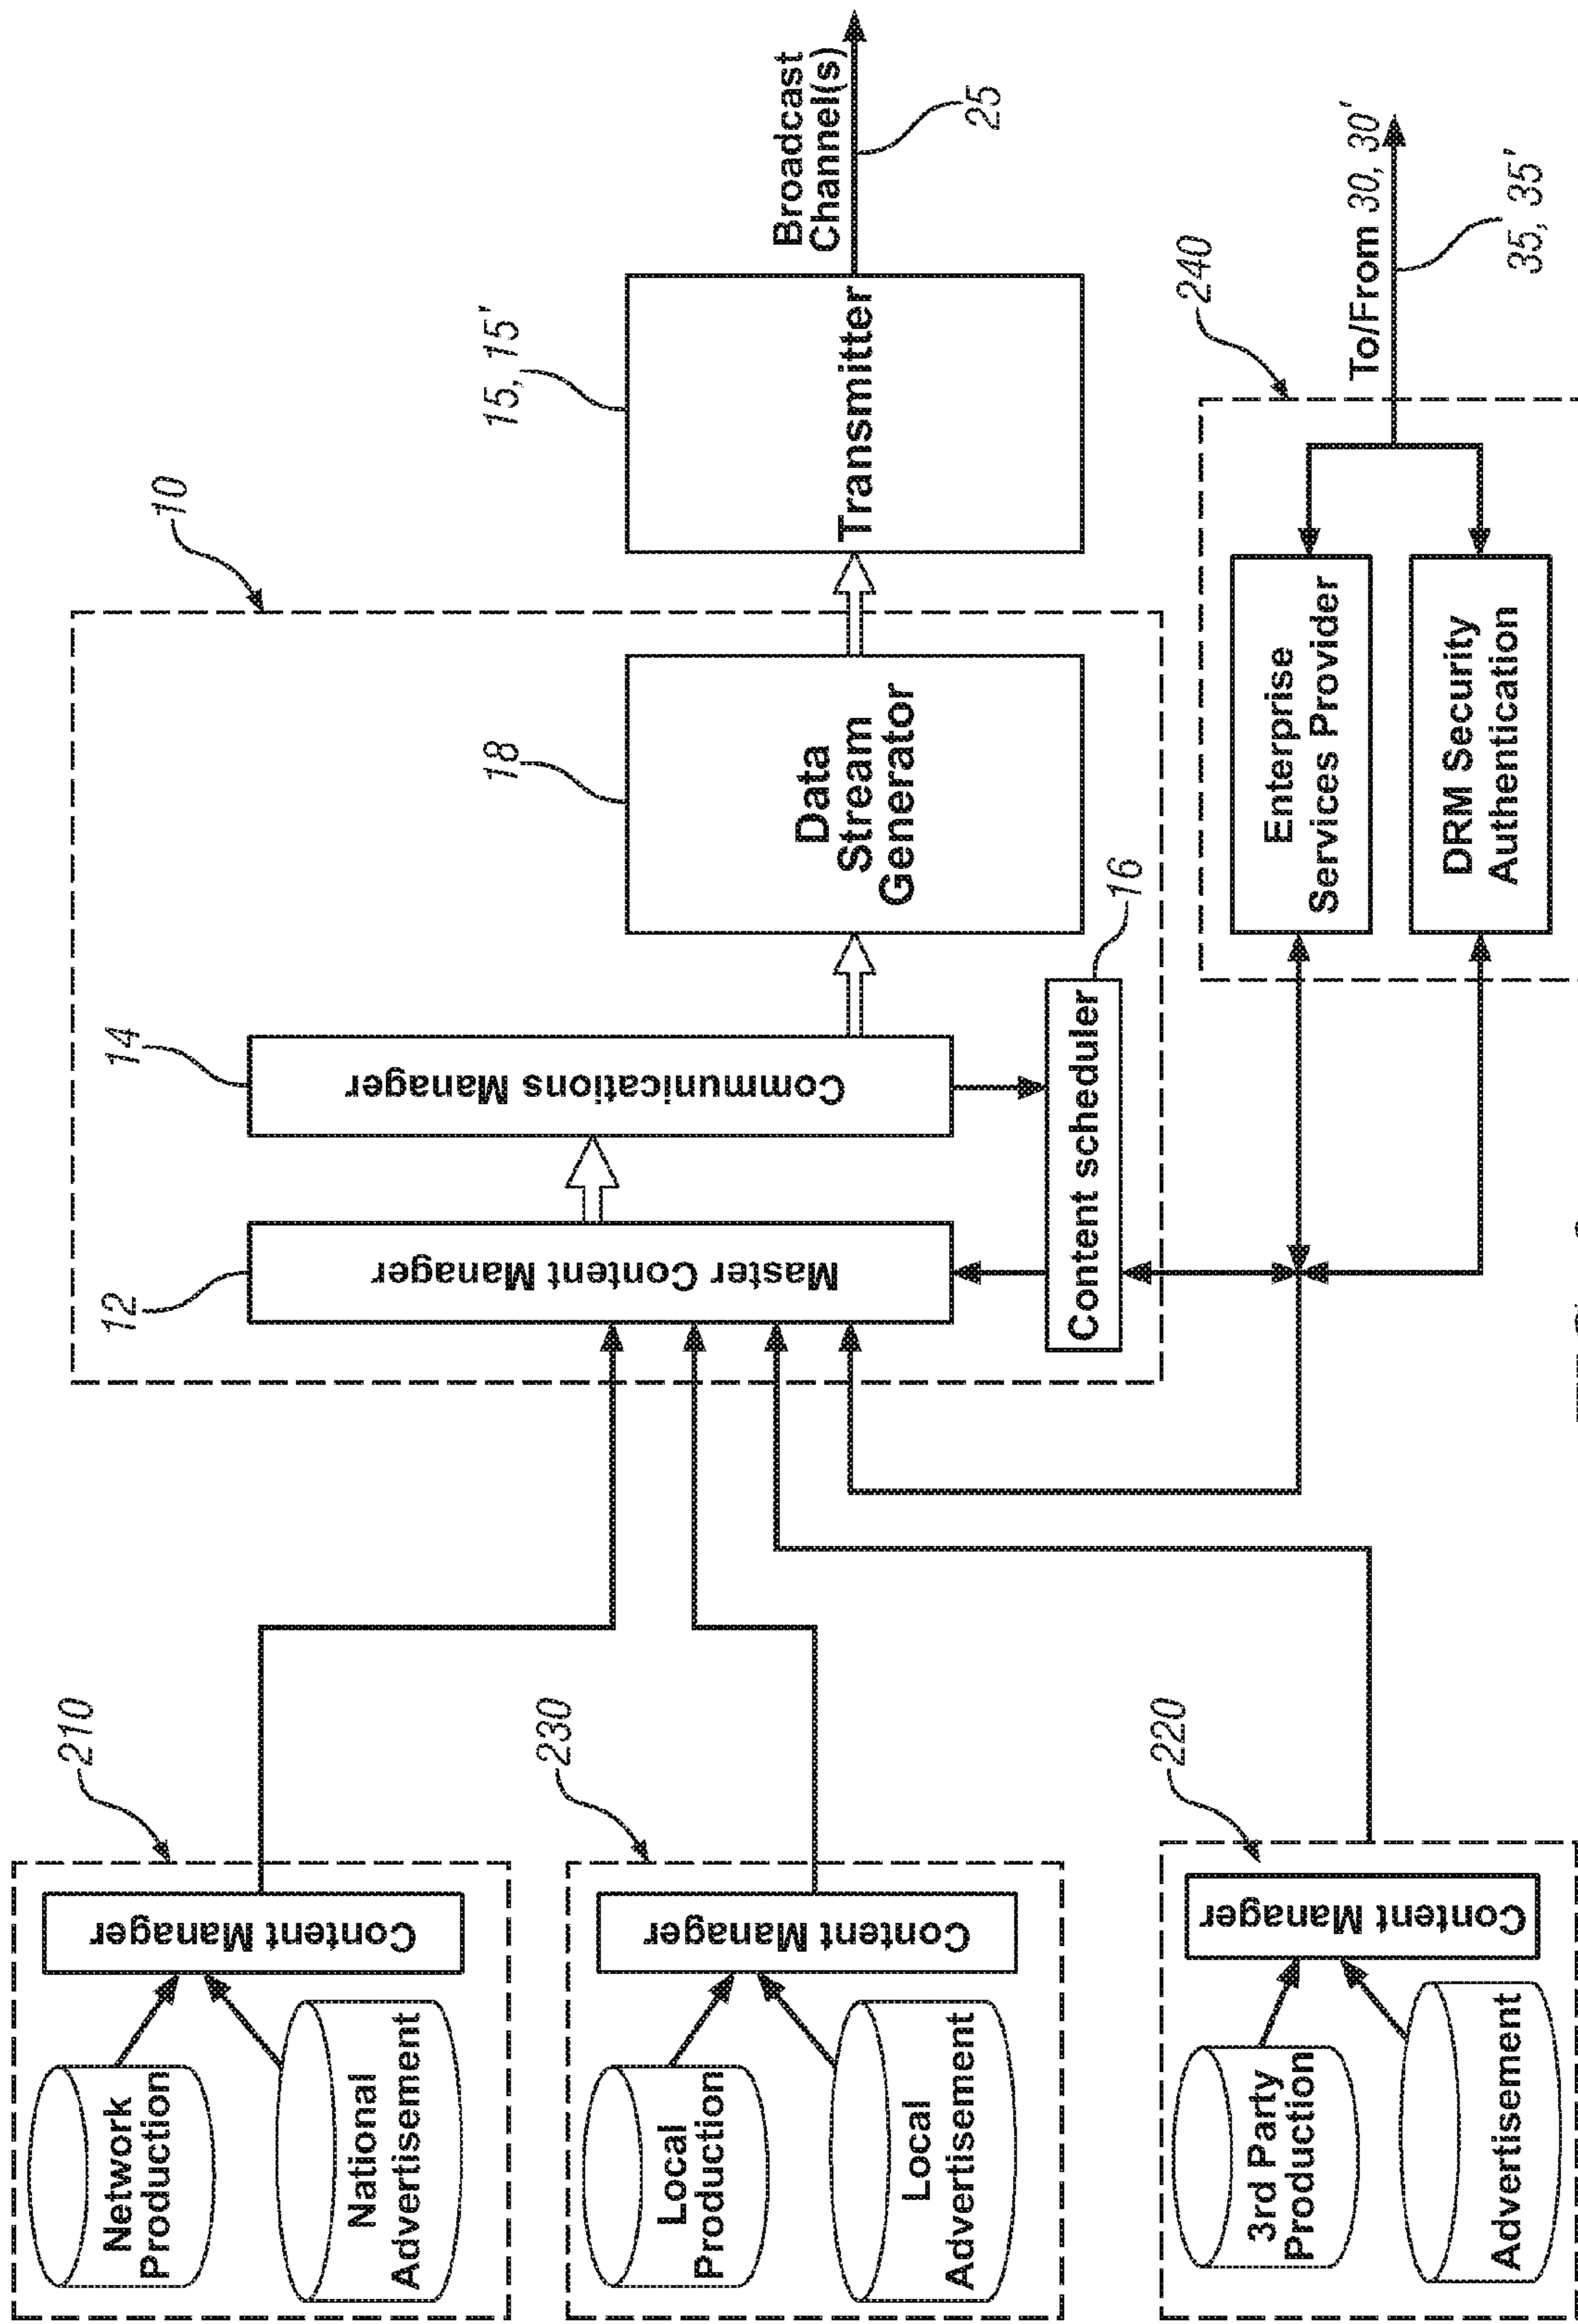 210
Network
Production
National
Advertisement
Content Manager
230
Local
Production
Local
Advertisement
Content Manager
220
3rd Party
Production
Advertisement
Content Manager
10
12
Master Content Manager
14
Communications Manager
Content scheduler
16
18
Data
Stream
Generator
15, 15'
Transmitter
Broadcast
Channel(s)
25
240
Enterprise
Services Provider
DRM Security
Authentication
To/From 30, 30'
35, 35'